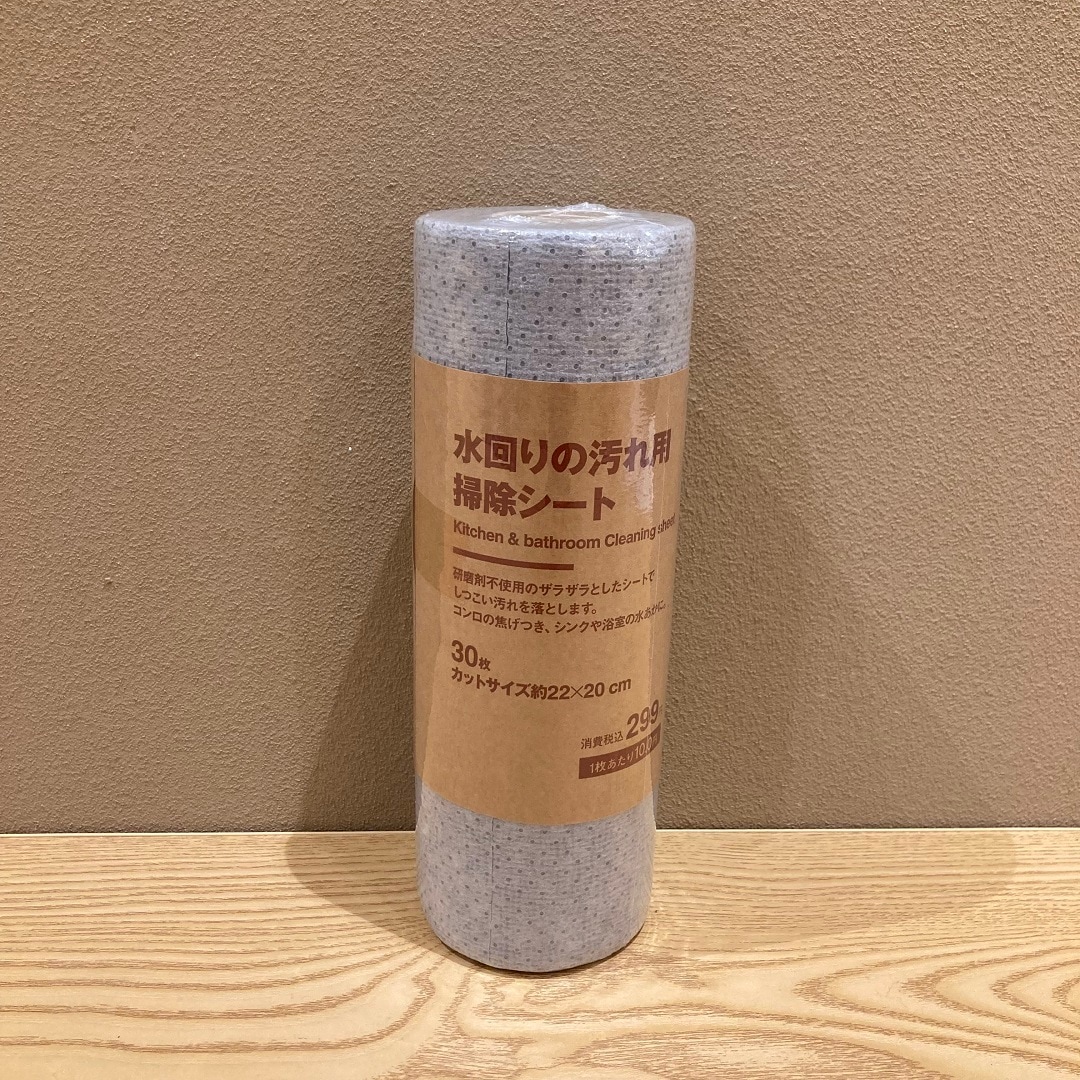 水回りの汚れ用
掃除シート
Kitchen & bathroom Cleaning sheet
研磨剤不使用のザラザラとしたシートで
しつこい汚れを落とします。
コンロの焦げつき、シンクや浴室の水あかに。
30枚
カットサイズ約22×20 cm
消費税込 299
1枚あたり